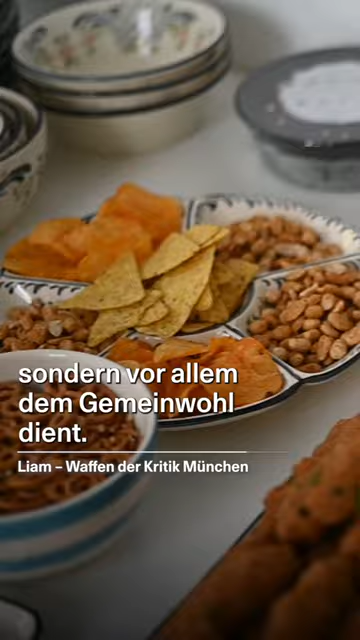 sondern vor allem
dem Gemeinwohl
dient.
Liam – Waffen der Kritik München